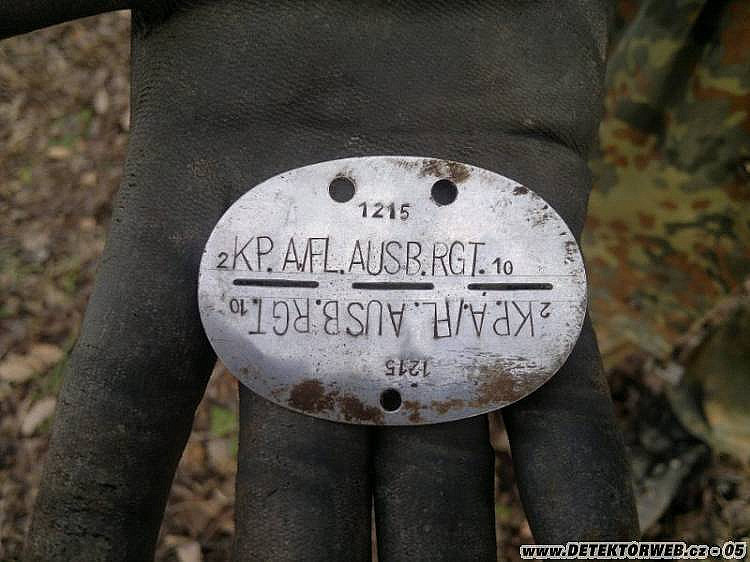 1215
2 KP. A./FL. AUSB. RGT. 10
2 KP. A./FL. AUSB. RGT. 10
1215
www.DETEKTORWEB.cz - 05